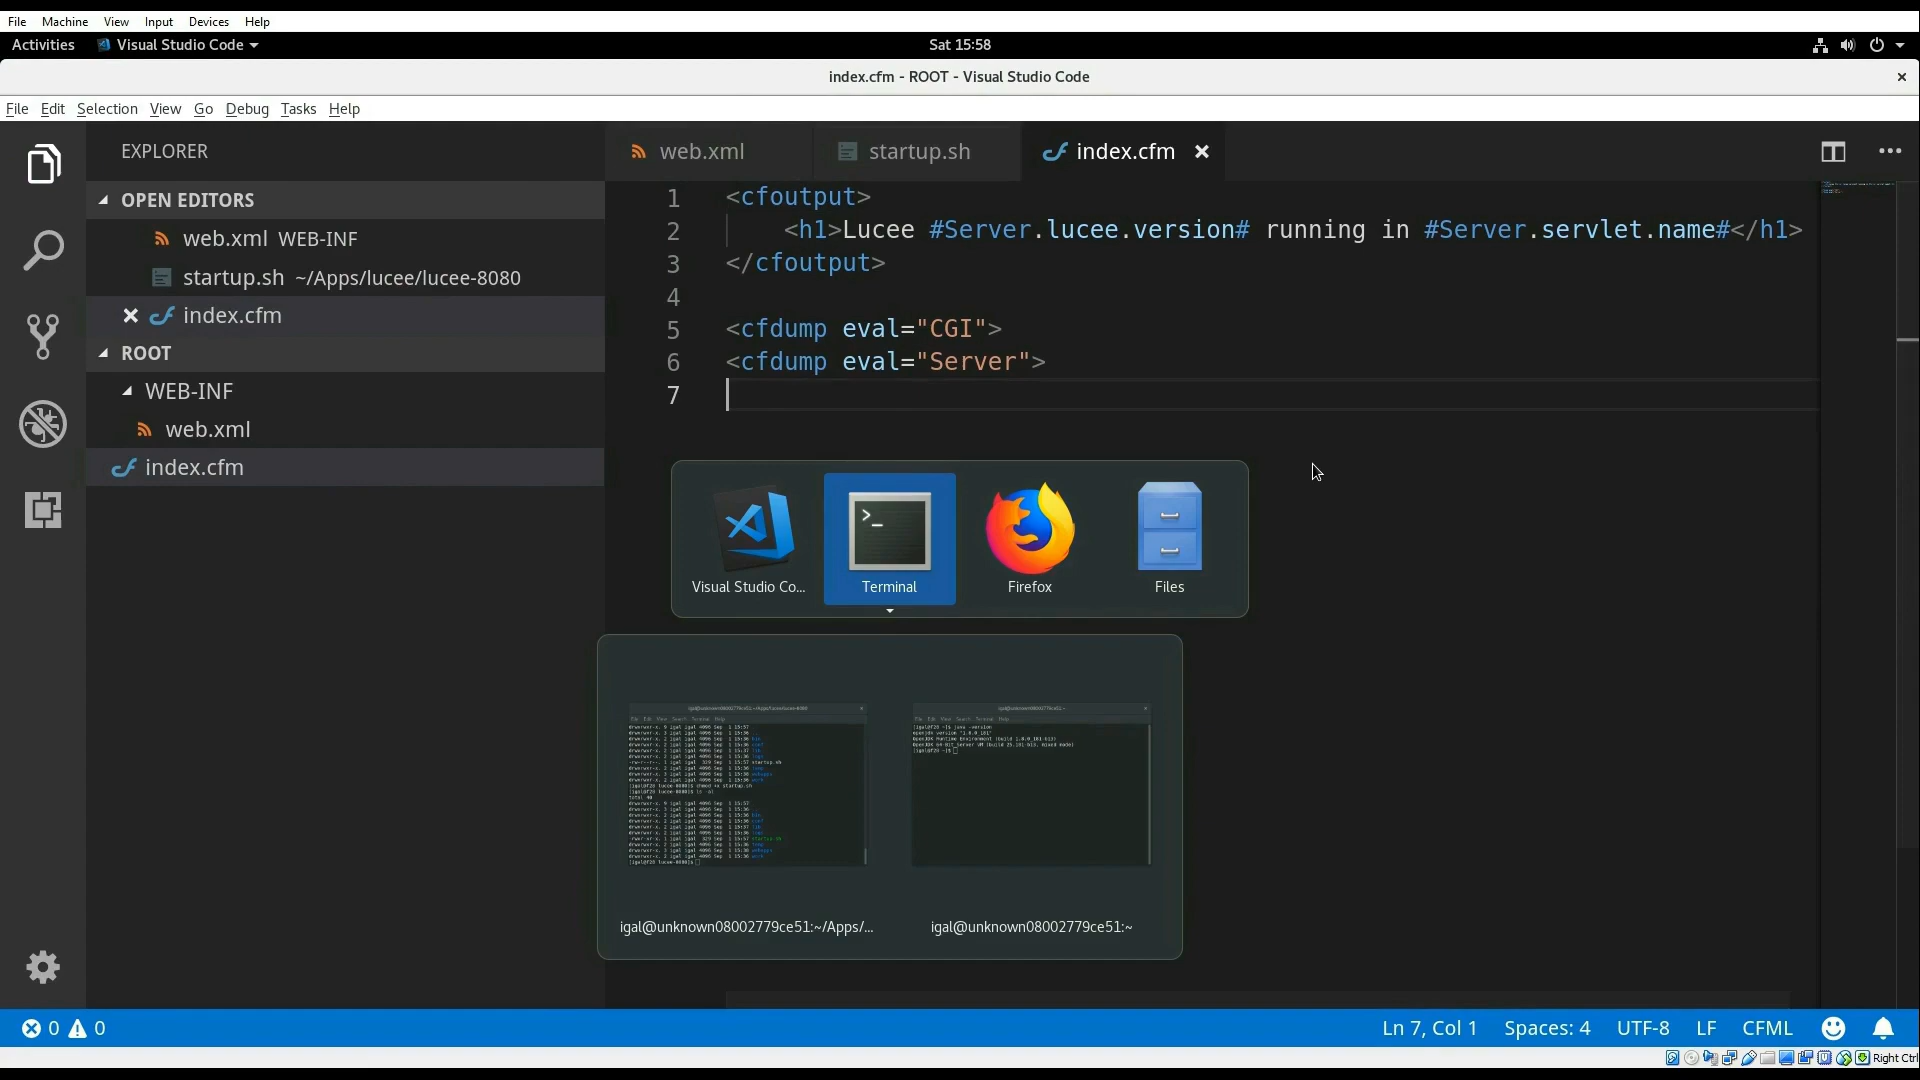 File Machine View Input Devices Help
Activities Visual Studio Code Sat 15:58
index.cfm - ROOT - Visual Studio Code
File Edit Selection View Go Debug Tasks Help
EXPLORER
OPEN EDITORS
web.xml WEB-INF
startup.sh ~/Apps/lucee/lucee-8080
index.cfm
ROOT
WEB-INF
web.xml
index.cfm
web.xml startup.sh index.cfm
1 <cfoutput>
2 <h1>Lucee #Server.lucee.version# running in #Server.servlet.name#</h1>
3 </cfoutput>
4
5 <cfdump eval="CGI">
6 <cfdump eval="Server">
7
Visual Studio Co... Terminal Firefox Files
igal@unknown08002779ce51:~/Apps/... igal@unknown08002779ce51:~
0 0 Ln 7, Col 1 Spaces: 4 UTF-8 LF CFML
Right Ctrl